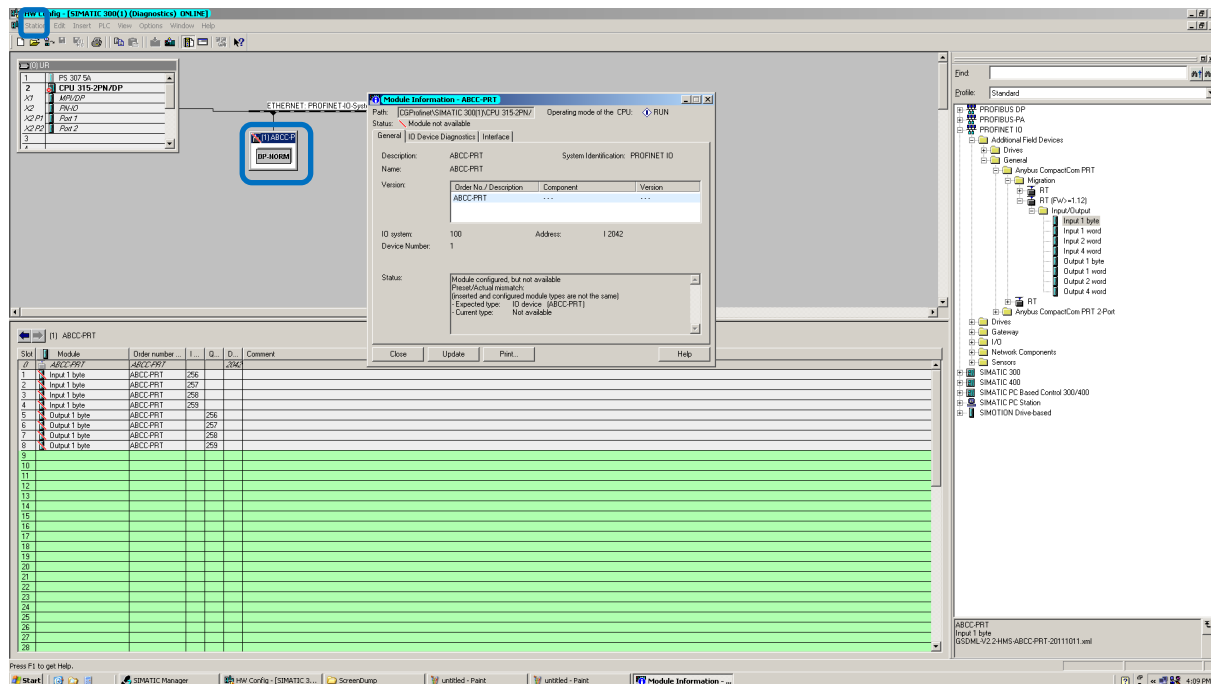 HW Config - [SIMATIC 300(1) (Diagnostics) ONLINE]
Station Edit Insert PLC View Options Window Help
(0) UR
1 PS 307 5A
2 CPU 315-2PN/DP
X1 MPI/DP
X2 PN-IO
X2 P1 Port 1
X2 P2 Port 2
3
ETHERNET: PROFINET-IO-Syst
(1) ABCC-P
DP-NORM
Module Information - ABCC-PRT
Path: CGProfinet\SIMATIC 300(1)\CPU 315-2PN/ Operating mode of the CPU: RUN
Status: Module not available
General IO Device Diagnostics Interface
Description: ABCC-PRT System Identification: PROFINET IO
Name: ABCC-PRT
Version: Order No./ Description Component Version
ABCC-PRT - - - - - -
IO system: 100 Address: I 2042
Device Number: 1
Status: Module configured, but not available
Preset/Actual mismatch:
(inserted and configured module types are not the same)
- Expected type: IO device (ABCC-PRT)
- Current type: Not available
Close Update Print... Help
(1) ABCC-PRT
Slot Module Order number ... I ... Q... D... Comment
0 ABCC-PRT ABCC-PRT 2042
1 Input 1 byte ABCC-PRT 256
2 Input 1 byte ABCC-PRT 257
3 Input 1 byte ABCC-PRT 258
4 Input 1 byte ABCC-PRT 259
5 Output 1 byte ABCC-PRT 256
6 Output 1 byte ABCC-PRT 257
7 Output 1 byte ABCC-PRT 258
8 Output 1 byte ABCC-PRT 259
9
10
11
12
13
14
15
16
17
18
19
20
21
22
23
24
25
26
27
28
Find:
Profile: Standard
PROFIBUS DP
PROFIBUS-PA
PROFINET IO
Additional Field Devices
Drives
General
Anybus CompactCom PRT
Migration
RT
RT (FW>=1.12)
Input/Output
Input 1 byte
Input 1 word
Input 2 word
Input 4 word
Output 1 byte
Output 1 word
Output 2 word
Output 4 word
RT
Anybus CompactCom PRT 2-Port
Drives
Gateway
I/O
Network Components
Sensors
SIMATIC 300
SIMATIC 400
SIMATIC PC Based Control 300/400
SIMATIC PC Station
SIMOTION Drive-based
ABCC-PRT
Input 1 byte
GSDML-V2.2-HMS-ABCC-PRT-20111011.xml
Press F1 to get Help.
Start SIMATIC Manager HW Config - [SIMATIC 3... ScreenDump untitled - Paint untitled - Paint Module Information - ... 4:09 PM